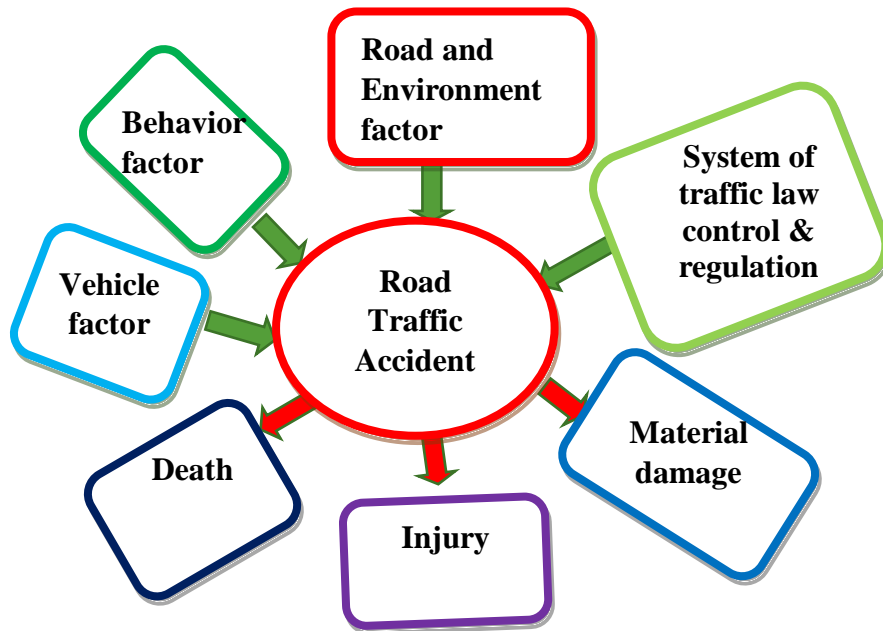 Road and
Environment
factor
Behavior
factor
System of
traffic law
control &
regulation
Vehicle
factor
Road
Traffic
Accident
Death
Material
damage
Injury